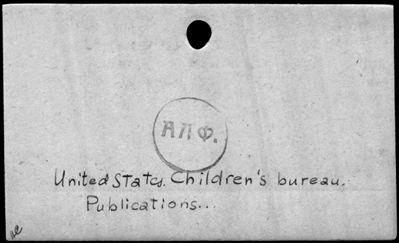 АПФ.
United States. Children's bureau.
Publications...